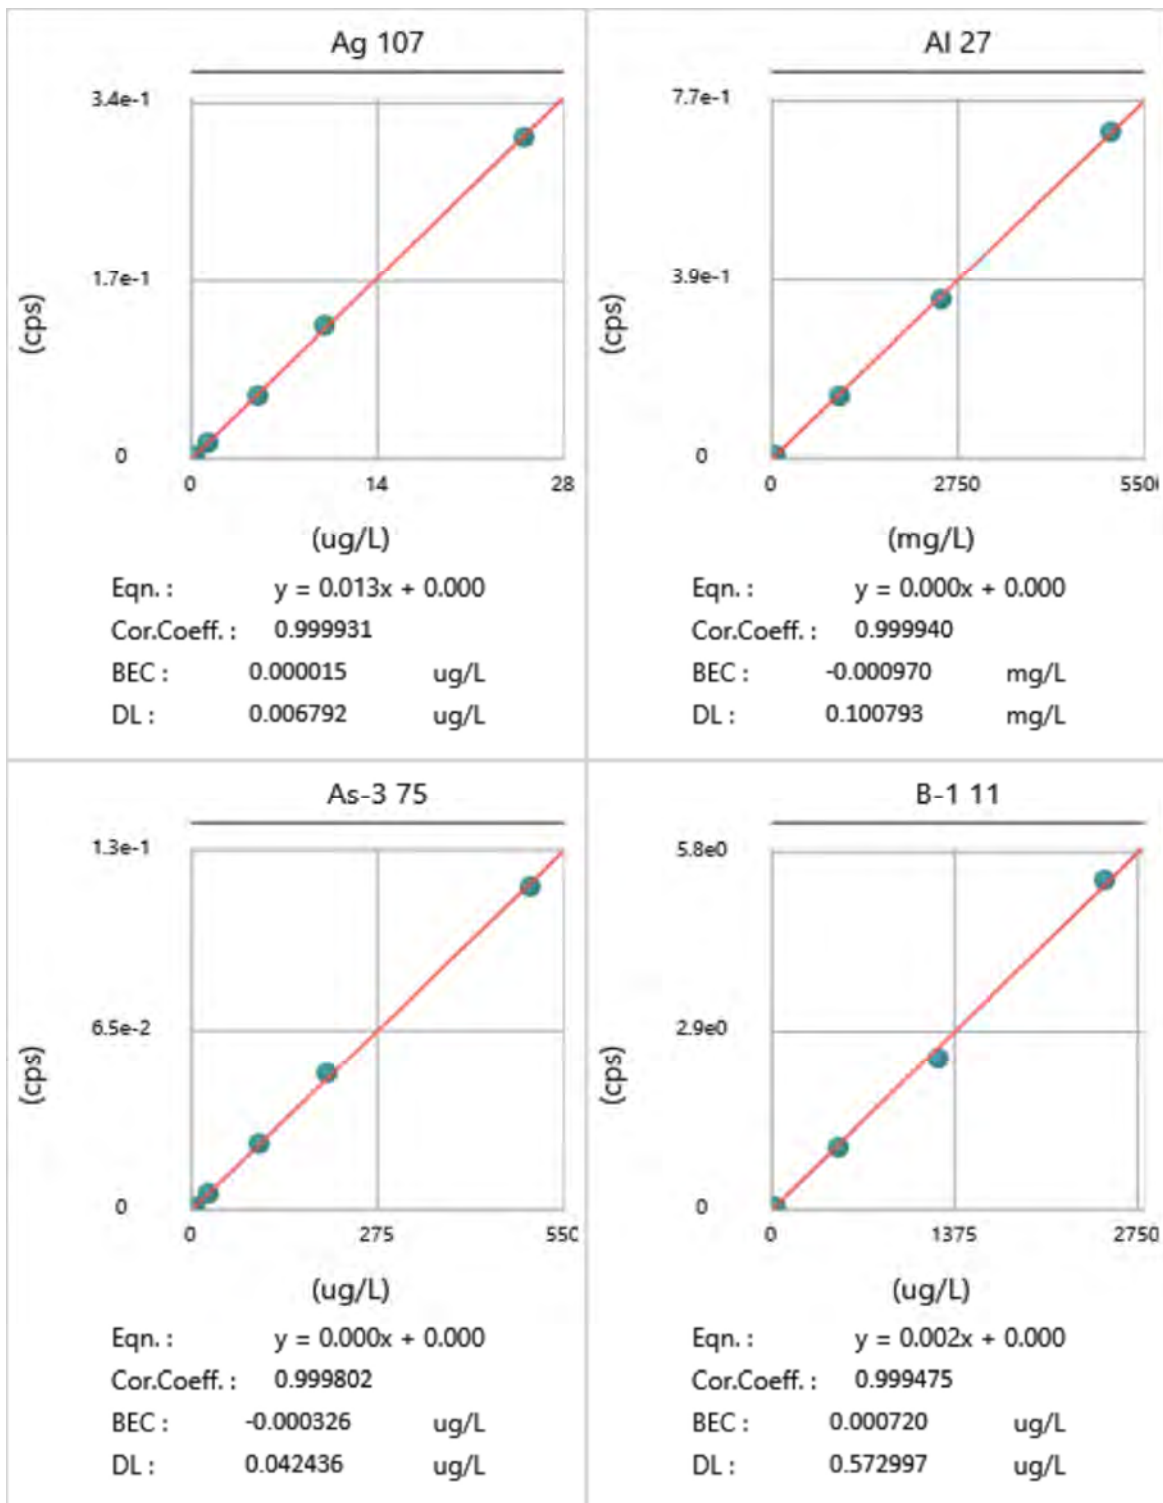 Ag 107
3.4e-1
1.7e-1
0
(cps)
0 14 28
(ug/L)
Eqn. : y = 0.013x + 0.000
Cor.Coeff. : 0.999931
BEC : 0.000015 ug/L
DL : 0.006792 ug/L
Al 27
7.7e-1
3.9e-1
0
(cps)
0 2750 550
(mg/L)
Eqn. : y = 0.000x + 0.000
Cor.Coeff. : 0.999940
BEC : -0.000970 mg/L
DL : 0.100793 mg/L
As-3 75
1.3e-1
6.5e-2
0
(cps)
0 275 550
(ug/L)
Eqn. : y = 0.000x + 0.000
Cor.Coeff. : 0.999802
BEC : -0.000326 ug/L
DL : 0.042436 ug/L
B-1 11
5.8e0
2.9e0
0
(cps)
0 1375 2750
(ug/L)
Eqn. : y = 0.002x + 0.000
Cor.Coeff. : 0.999475
BEC : 0.000720 ug/L
DL : 0.572997 ug/L